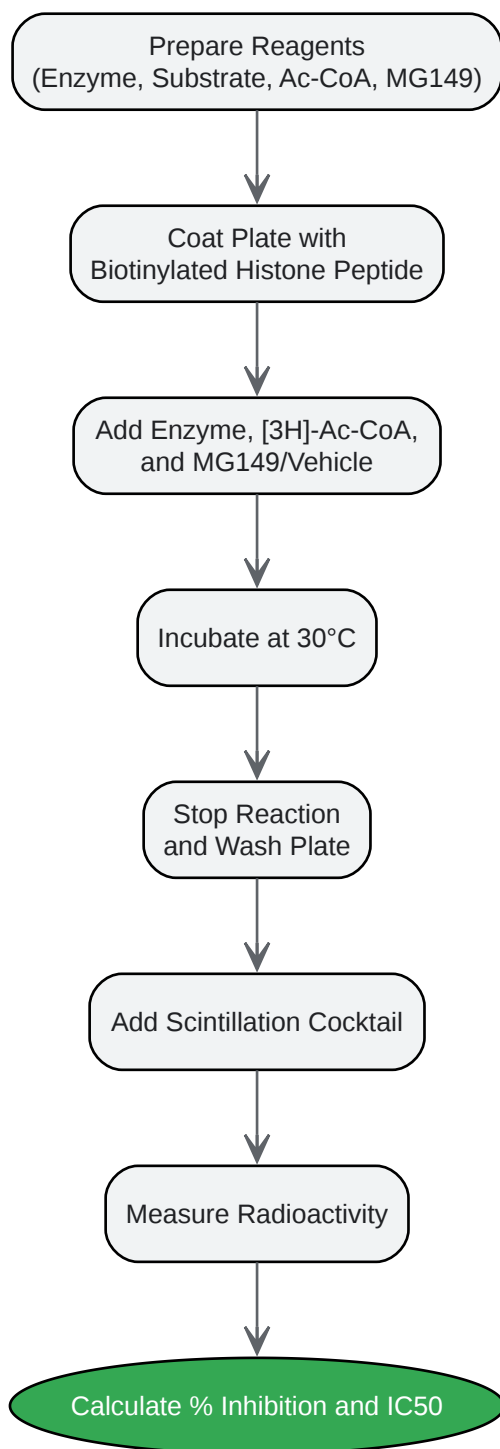 Prepare Reagents
(Enzyme, Substrate, Ac-CoA, MG149)
Coat Plate with
Biotinylated Histone Peptide
Add Enzyme, [3H]-Ac-CoA,
and MG149/Vehicle
Incubate at 30°C
Stop Reaction
and Wash Plate
Add Scintillation Cocktail
Measure Radioactivity
Calculate % Inhibition and IC50